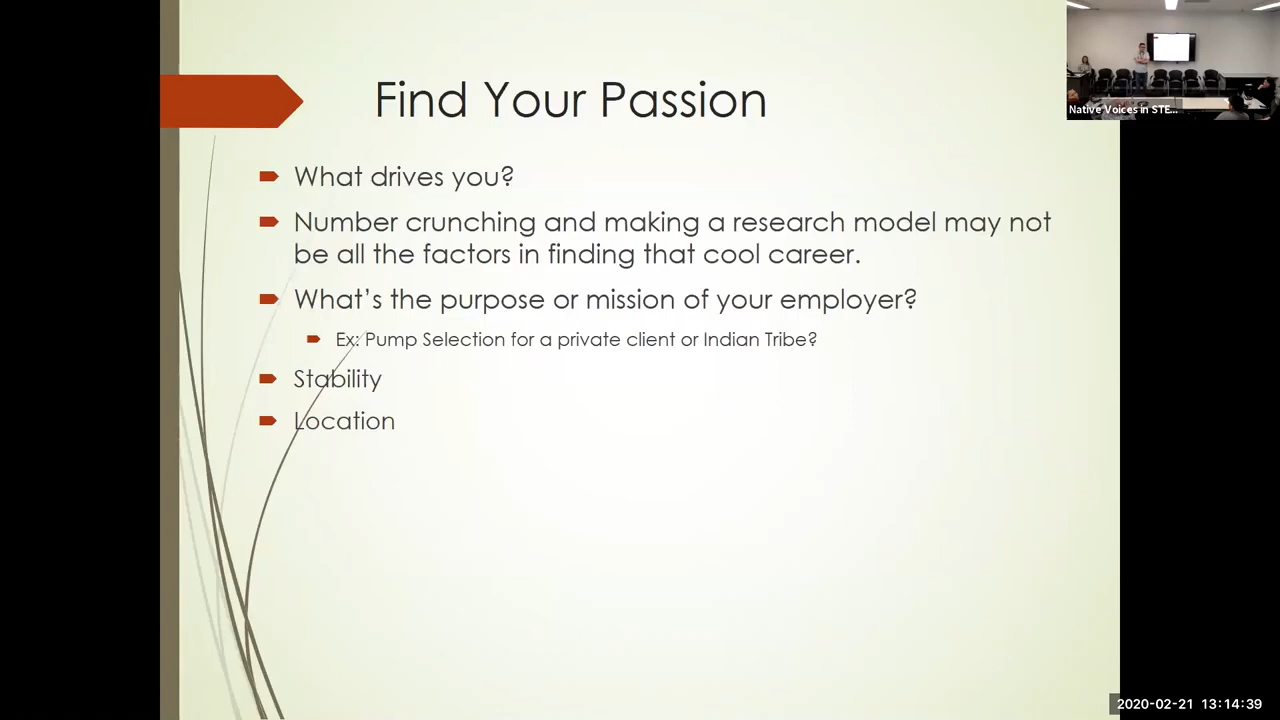 Find Your Passion
What drives you?
Number crunching and making a research model may not
be all the factors in finding that cool career.
What's the purpose or mission of your employer?
Ex: Pump Selection for a private client or Indian Tribe?
Stability
Location
Native Voices in STE...
2020-02-21 13:14:39